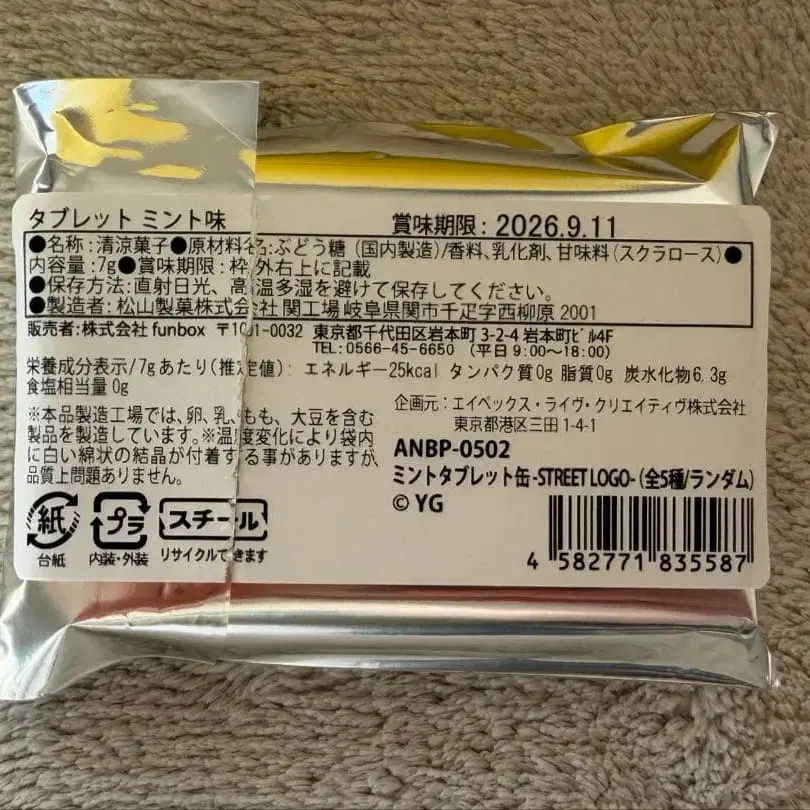 タブレット ミント味
賞味期限：2026.9.11
●名称：清涼菓子●原材料名:ぶどう糖（国内製造）/香料、乳化剤、甘味料（スクラロース）●
内容量：7g●賞味期限：枠外右上に記載
●保存方法：直射日光、高温多湿を避けて保存してください。
●製造者：松山製菓株式会社 関工場 岐阜県関市千疋字西柳原 2001
販売者：株式会社 funbox 〒101-0032 東京都千代田区岩本町 3-2-4 岩本町ﾋﾞﾙ4F
TEL：0566-45-6650 （平日 9:00～18:00）
栄養成分表示/7gあたり（推定値）：エネルギー25kcal タンパク質0g 脂質0g 炭水化物6.3g
食塩相当量 0g
※本品製造工場では、卵、乳、もも、大豆を含む
製品を製造しています。※温度変化により袋内
に白い綿状の結晶が付着する事がありますが、
品質上問題ありません。
企画元：エイベックス・ライヴ・クリエイティヴ株式会社
東京都港区三田 1-4-1
ANBP-0502
ミントタブレット缶 -STREET LOGO-（全5種/ランダム）
© YG
紙
台紙
プラ
内装・外装
スチール
リサイクルできます
4 582771 835587